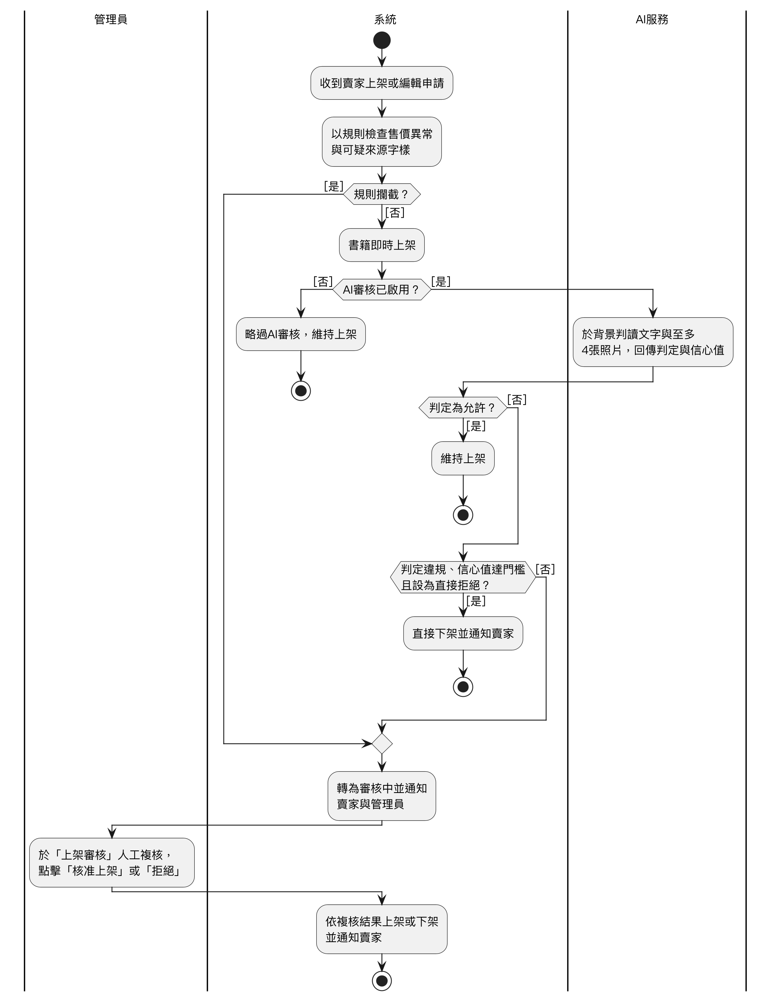 管理員
系統
AI服務
收到賣家上架或編輯申請
以規則檢查售價異常
與可疑來源字樣
[是]
規則攔截？
[否]
書籍即時上架
[否]
AI審核已啟用？
[是]
略過AI審核，維持上架
於背景判讀文字與至多
4張照片，回傳判定與信心值
判定為允許？
[否]
[是]
維持上架
判定違規、信心值達門檻
且設為直接拒絕？
[否]
[是]
直接下架並通知賣家
轉為審核中並通知
賣家與管理員
於「上架審核」人工複核，
點擊「核准上架」或「拒絕」
依複核結果上架或下架
並通知賣家